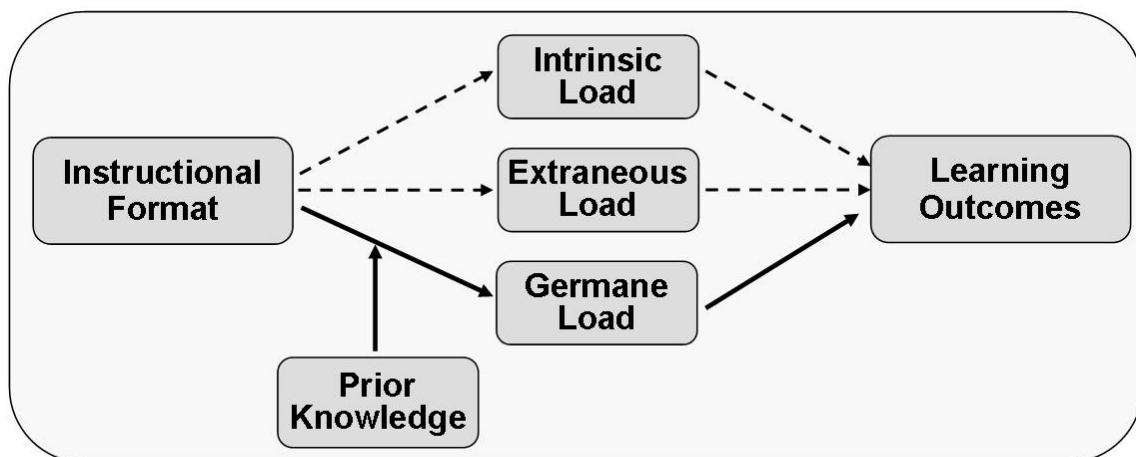 Intrinsic
Load
Instructional
Format
Extraneous
Load
Learning
Outcomes
Germane
Load
Prior
Knowledge